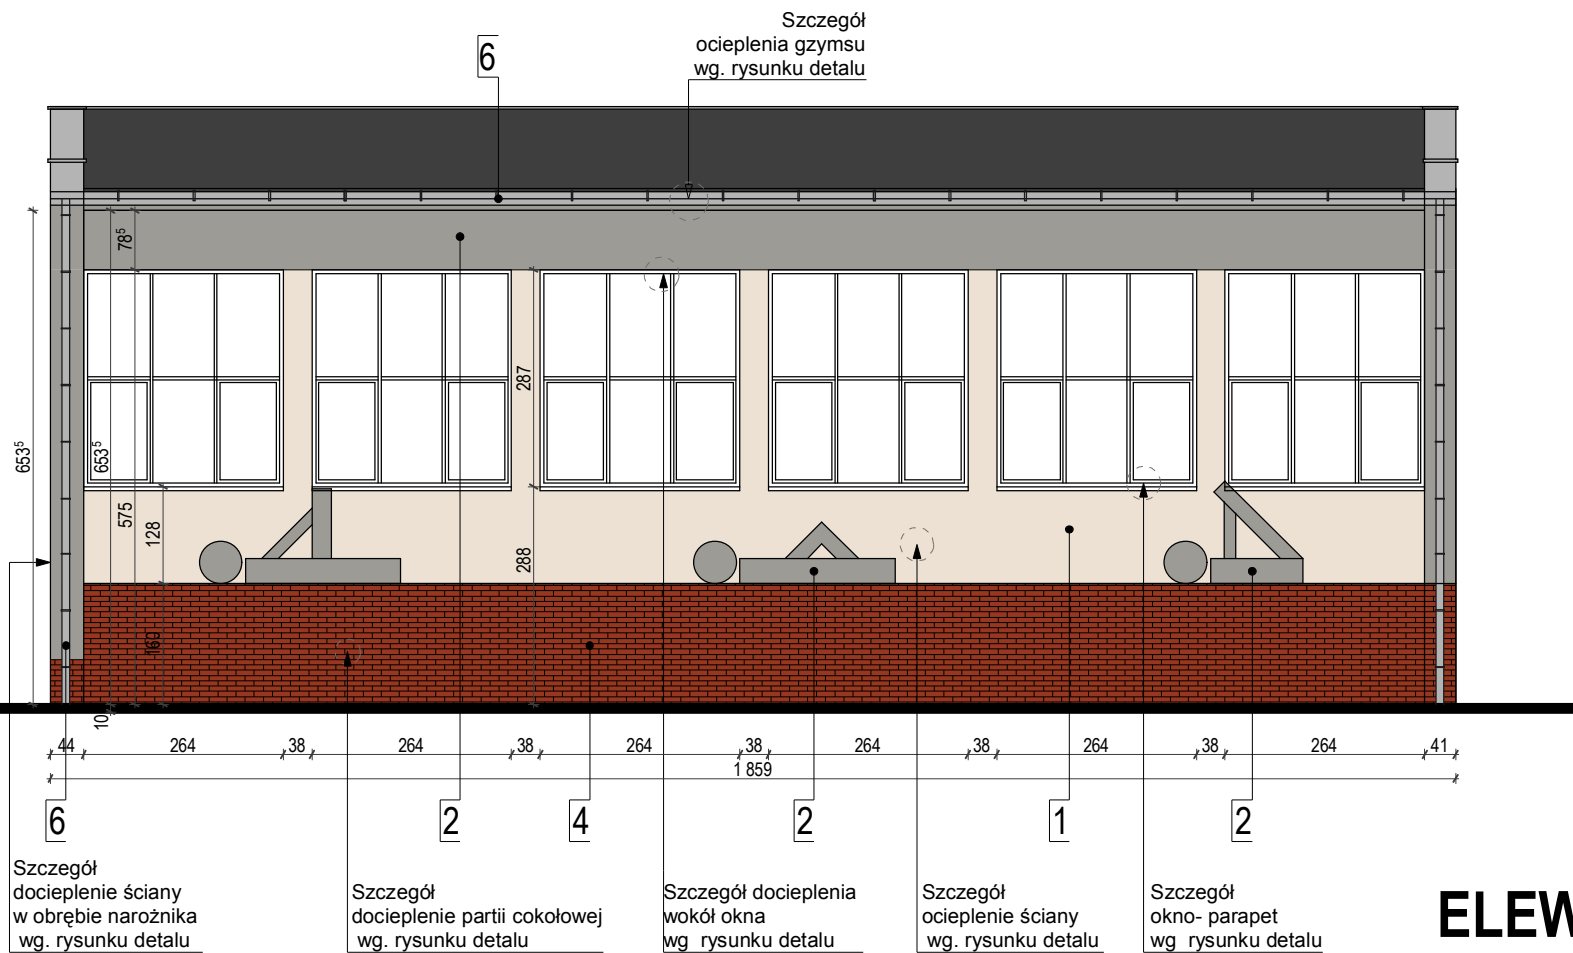 Szczegół
ocieplenia gzymsu
wg. rysunku detalu
6
78⁵
287
653⁵
653⁵
575
128
288
160
10
44 264 38 264 38 264 38 264 38 264 38 264 41
1 859
6 2 4 2 1 2
Szczegół
docieplenie ściany
w obrębie narożnika
wg. rysunku detalu
Szczegół
docieplenie partii cokołowej
wg. rysunku detalu
Szczegół docieplenia
wokół okna
wg rysunku detalu
Szczegół
ocieplenie ściany
wg. rysunku detalu
Szczegół
okno- parapet
wg rysunku detalu
ELEW